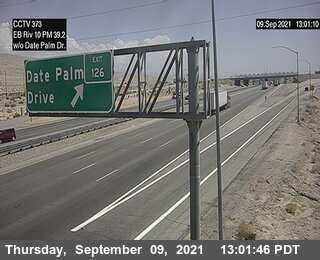 CCTV 373
EB Riv 10 PM 39.2
w/o Date Palm Dr.
09.Sep 2021 13:01:10
EXIT
126
Date Palm
Drive
Thursday, September 09, 2021 13:01:46 PDT